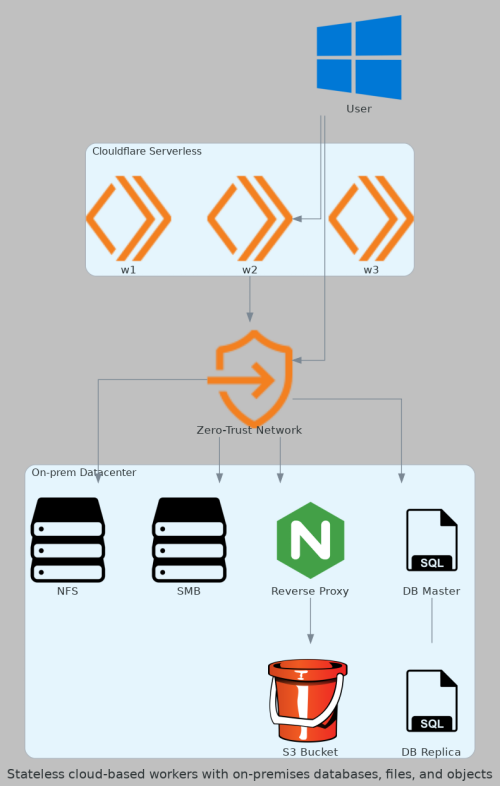 User
Clouldflare Serverless
w1
w2
w3
Zero-Trust Network
On-prem Datacenter
NFS
SMB
N
Reverse Proxy
SQL
DB Master
S3 Bucket
SQL
DB Replica
Stateless cloud-based workers with on-premises databases, files, and objects